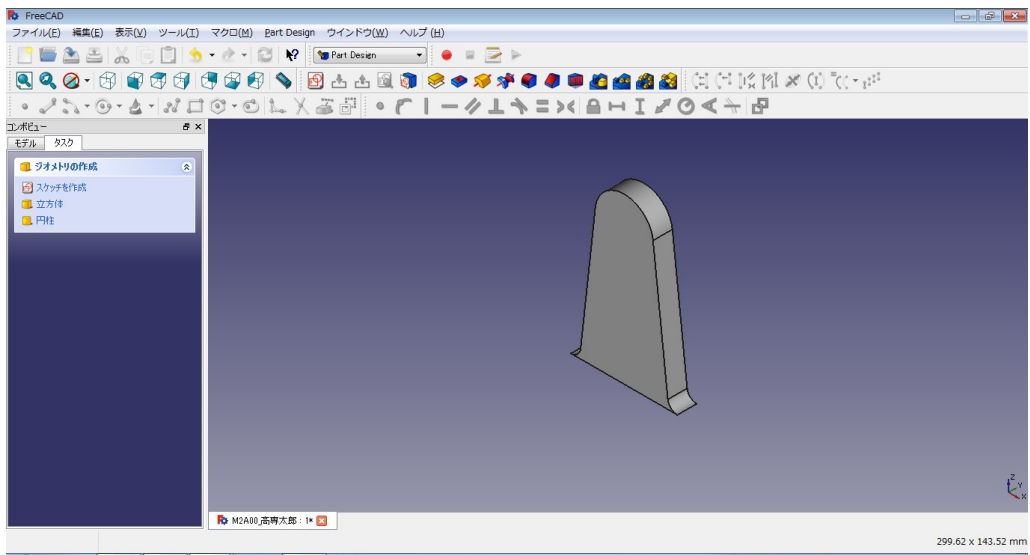 FreeCAD
ファイル(F) 編集(E) 表示(V) ツール(T) マクロ(M) Part Design ウインドウ(W) ヘルプ (H)
Part Design
コンボビュー
モデル タスク
ジオメトリの作成
スケッチを作成
立方体
円柱
Z
Y
X
M2A00_高専太郎 : 1*
299.62 x 143.52 mm